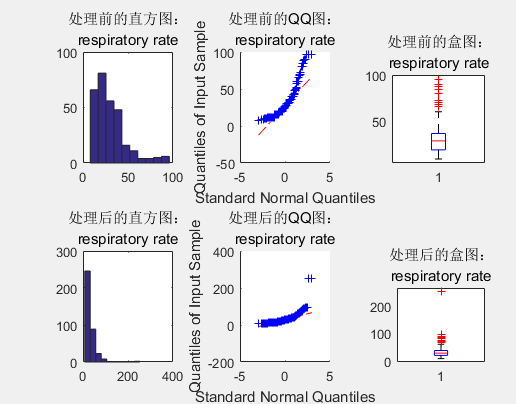 处理前的直方图：
respiratory rate
100
50
0
0
50
100
处理前的QQ图：
respiratory rate
Quantiles of Input Sample
100
50
0
-50
-5
0
5
Standard Normal Quantiles
处理前的盒图：
respiratory rate
100
50
1
处理后的直方图：
respiratory rate
300
200
100
0
0
200
400
处理后的QQ图：
respiratory rate
Quantiles of Input Sample
400
200
0
-200
-5
0
5
Standard Normal Quantiles
处理后的盒图：
respiratory rate
200
100
0
1